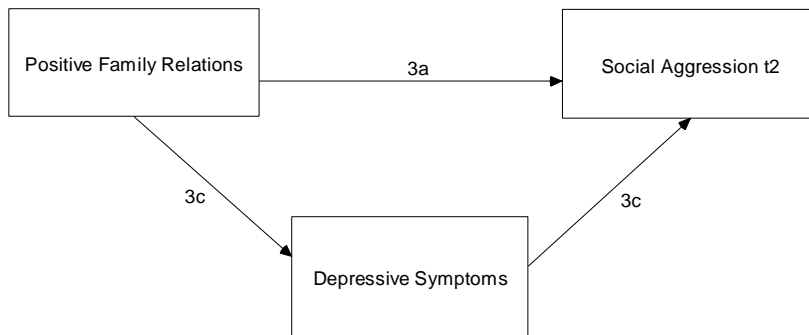 Positive Family Relations
3a
Social Aggression t2
3c
3c
Depressive Symptoms